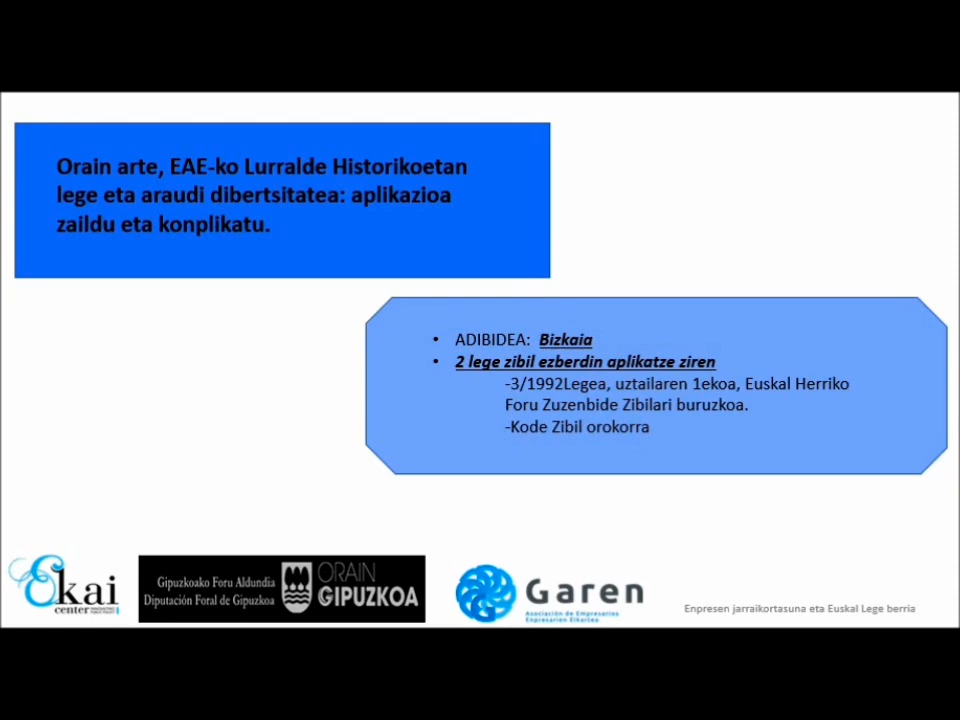 Orain arte, EAE-ko Lurralde Historikoetan
lege eta araudi dibertsitatea: aplikazioa
zaildu eta konplikatu.
• ADIBIDEA: Bizkaia
• 2 lege zibil ezberdin aplikatze ziren
-3/1992Legea, uztailaren 1ekoa, Euskal Herriko
Foru Zuzenbide Zibilari buruzkoa.
-Kode Zibil orokorra
Ekai
center
Gipuzkoako Foru Aldundia
Diputación Foral de Gipuzkoa
ORAIN
GIPUZKOA
Garen
Asociación de Empresarios
Enpresarien Elkartea
Enpresen jarraikortasuna eta Euskal Lege berria